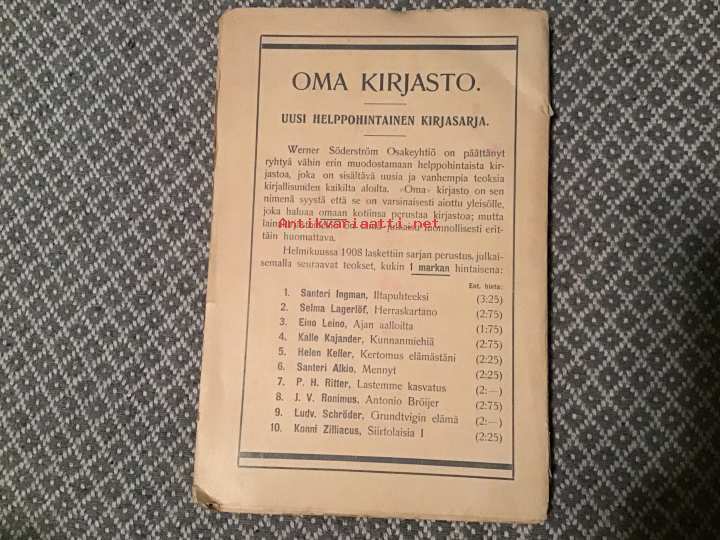 OMA KIRJASTO.
UUSI HELPPOHINTAINEN KIRJASARJA.
Werner Söderström Osakeyhtiö on päättänyt
ryhtyä vähin erin muodostamaan helppohintaista kir-
jastoa, joka on sisältävä uusia ja vanhempia teoksia
kirjallisuuden kaikilta aloilta. »Oma» kirjasto on sen
nimenä syystä että se on varsinaisesti aiottu yleisölle,
joka haluaa omaan kotiinsa perustaa kirjastoa; mutta
Antikvariaatti.net
luonnollisesti erit-
täin huomattava.
Helmikuussa 1908 laskettiin sarjan perustus, julkai-
semalla seuraavat teokset, kukin 1 markan hintaisena:
Ent. hinta:
1. Santeri Ingman, Iltapuhteeksi (3:25)
2. Selma Lagerlöf, Herraskartano (2:75)
3. Eino Leino, Ajan aalloilta (1:75)
4. Kalle Kajander, Kunnanmiehiä (2:75)
5. Helen Keller, Kertomus elämästäni (2:25)
6. Santeri Alkio, Mennyt (2:25)
7. P. H. Ritter, Lastemme kasvatus (2:—)
8. J. V. Ronimus, Antonio Bröijer (2:75)
9. Ludv. Schröder, Grundtvigin elämä (2:—)
10. Konni Zilliacus, Siirtolaisia I (2:25)